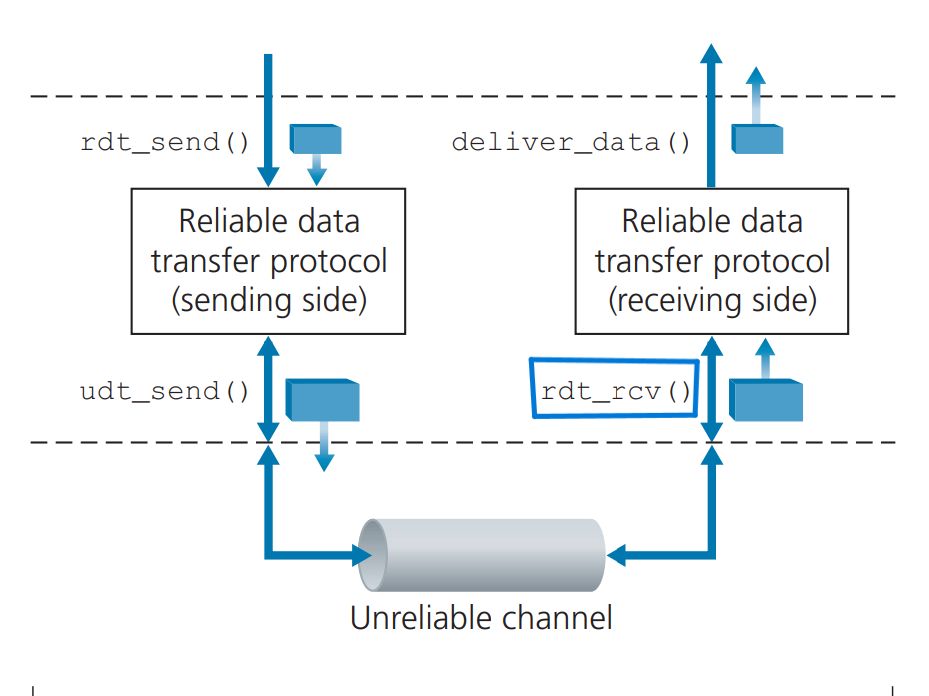 rdt_send()
deliver_data()
Reliable data
transfer protocol
(sending side)
Reliable data
transfer protocol
(receiving side)
udt_send()
rdt_rcv()
Unreliable channel